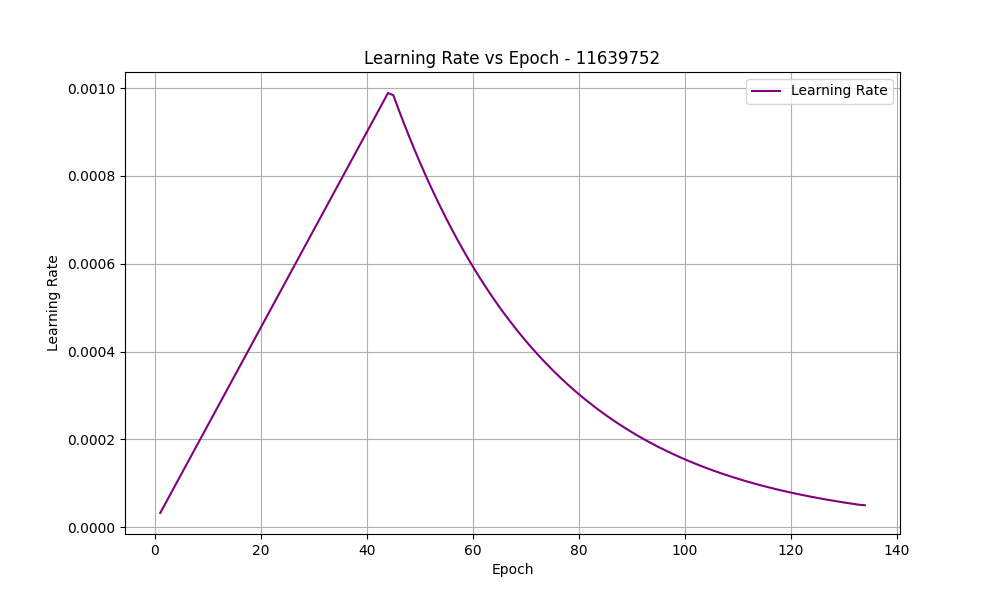 Learning Rate vs Epoch - 11639752
Learning Rate
0.0010
0.0008
0.0006
0.0004
0.0002
0.0000
Learning Rate
0 20 40 60 80 100 120 140
Epoch